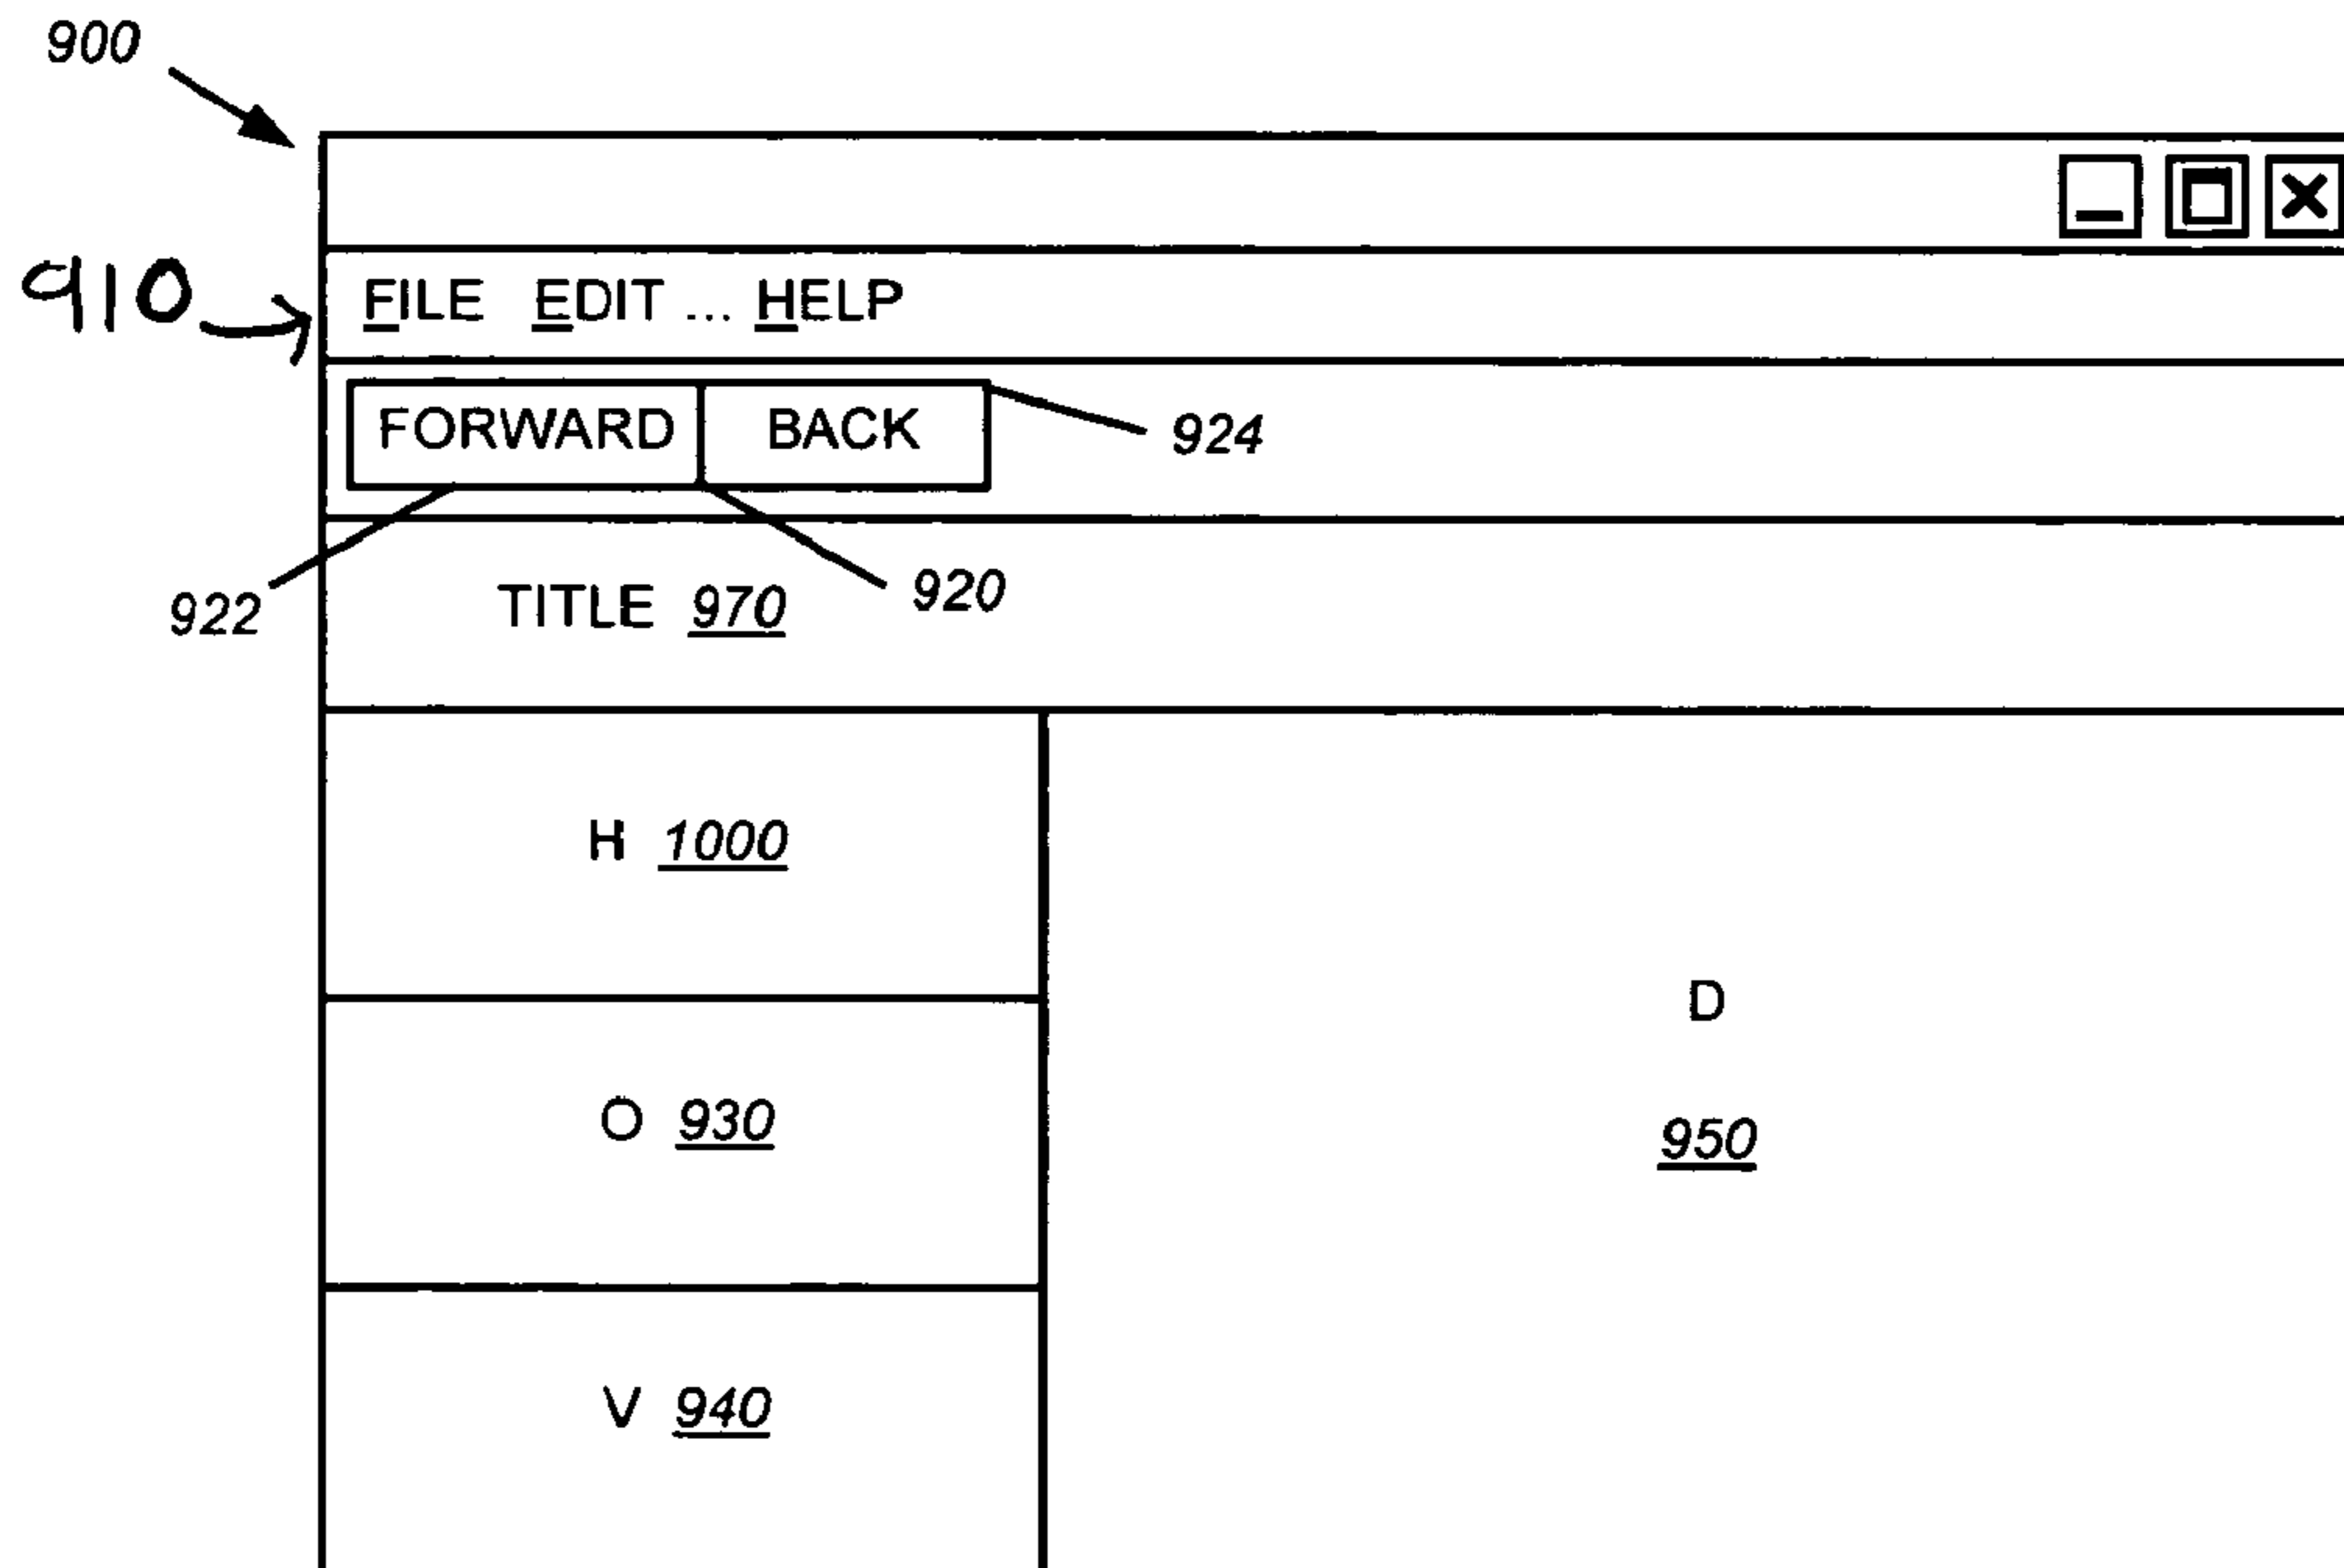 900
910 FILE EDIT ... HELP
FORWARD BACK 924
922 TITLE 970 920
H 1000
D
O 930
950
V 940